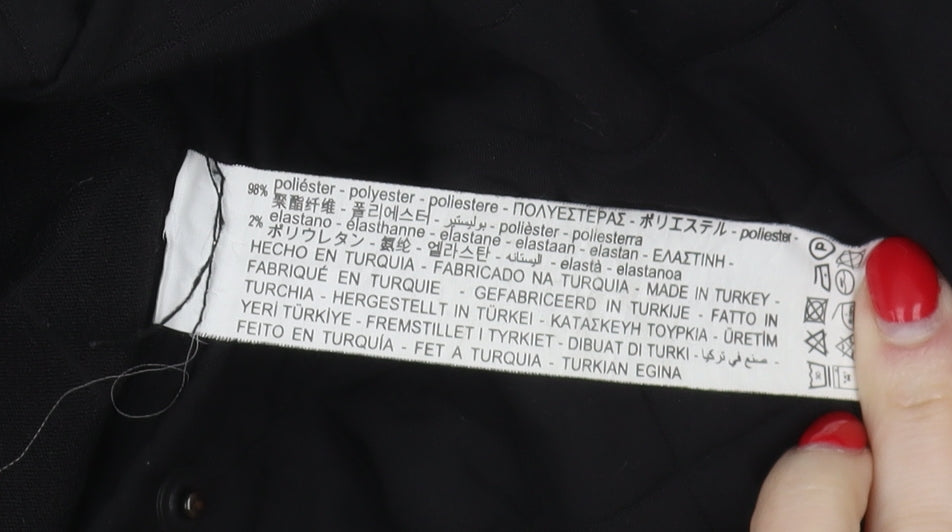 98% poliéster - polyester - poliestere - ΠΟΛΥΕΣΤΕΡΑΣ - ポリエステル - poliester -
聚酯纤维 - 폴리에스터 - بوليستير - polièster - poliesterra
2% elastano - elasthanne - elastane - elastaan - elastan - ΕΛΑΣΤΙΝΗ -
ポリウレタン - 氨纶 - 엘라스탄 - اليستانه - elastà - elastanoa
HECHO EN TURQUIA - FABRICADO NA TURQUIA - MADE IN TURKEY -
FABRIQUÉ EN TURQUIE - GEFABRICEERD IN TURKIJE - FATTO IN
TURCHIA - HERGESTELLT IN TÜRKEI - ΚΑΤΑΣΚΕΥΗ ΤΟΥΡΚΙΑ - ÜRETİM
YERİ TÜRKİYE - FREMSTILLET I TYRKIET - DIBUAT DI TURKI - صنع في تركيا -
FEITO EN TURQUÍA - FET A TURQUIA - TURKIAN EGINA
P